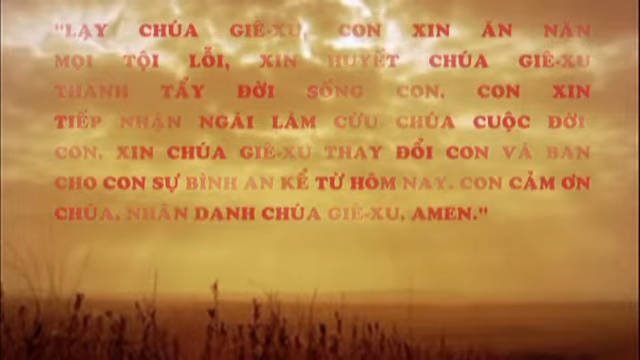 "LẠY CHÚA GIÊ-XU, CON XIN ĂN NĂN
MỌI TỘI LỖI, XIN HUYẾT CHÚA GIÊ-XU
THANH TẨY ĐỜI SỐNG CON. CON XIN
TIẾP NHẬN NGÀI LÀM CỨU CHÚA CUỘC ĐỜI
CON. XIN CHÚA GIÊ-XU THAY ĐỔI CON VÀ BAN
CHO CON SỰ BÌNH AN KỂ TỪ HÔM NAY. CON CẢM ƠN
CHÚA. NHÂN DANH CHÚA GIÊ-XU, AMEN."